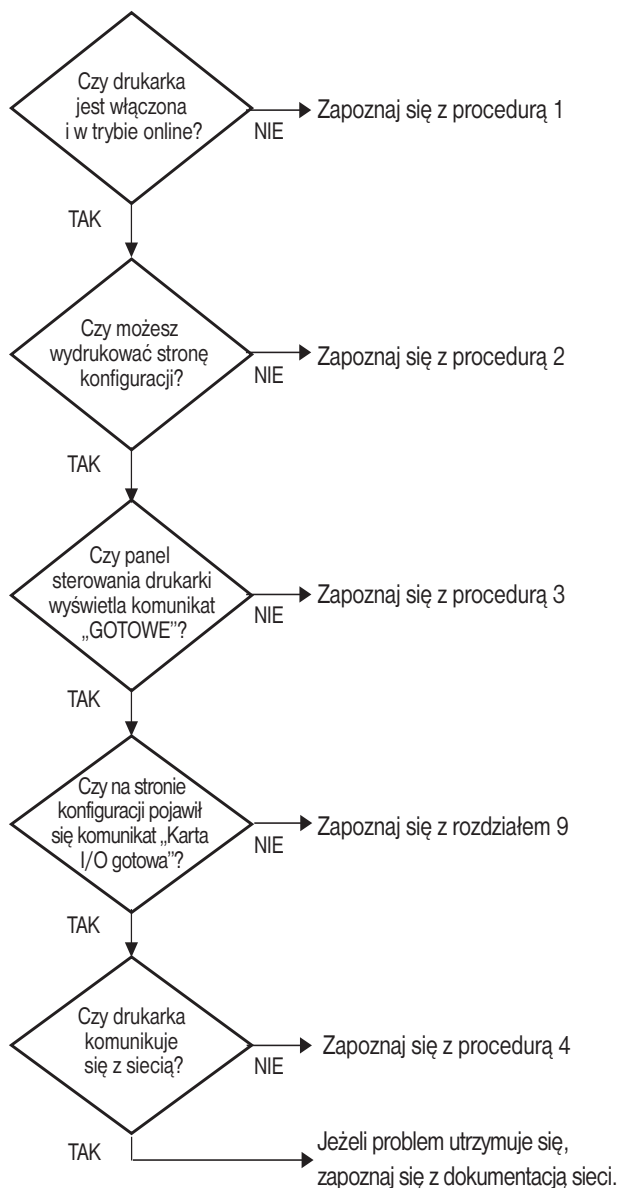 Czy drukarka
jest włączona
i w trybie online?
NIE
Zapoznaj się z procedurą 1
TAK
Czy możesz
wydrukować stronę
konfiguracji?
NIE
Zapoznaj się z procedurą 2
TAK
Czy panel
sterowania drukarki
wyświetla komunikat
„GOTOWE”?
NIE
Zapoznaj się z procedurą 3
TAK
Czy na stronie
konfiguracji pojawił
się komunikat „Karta
I/O gotowa”?
NIE
Zapoznaj się z rozdziałem 9
TAK
Czy drukarka
komunikuje
się z siecią?
NIE
Zapoznaj się z procedurą 4
TAK
Jeżeli problem utrzymuje się,
zapoznaj się z dokumentacją sieci.